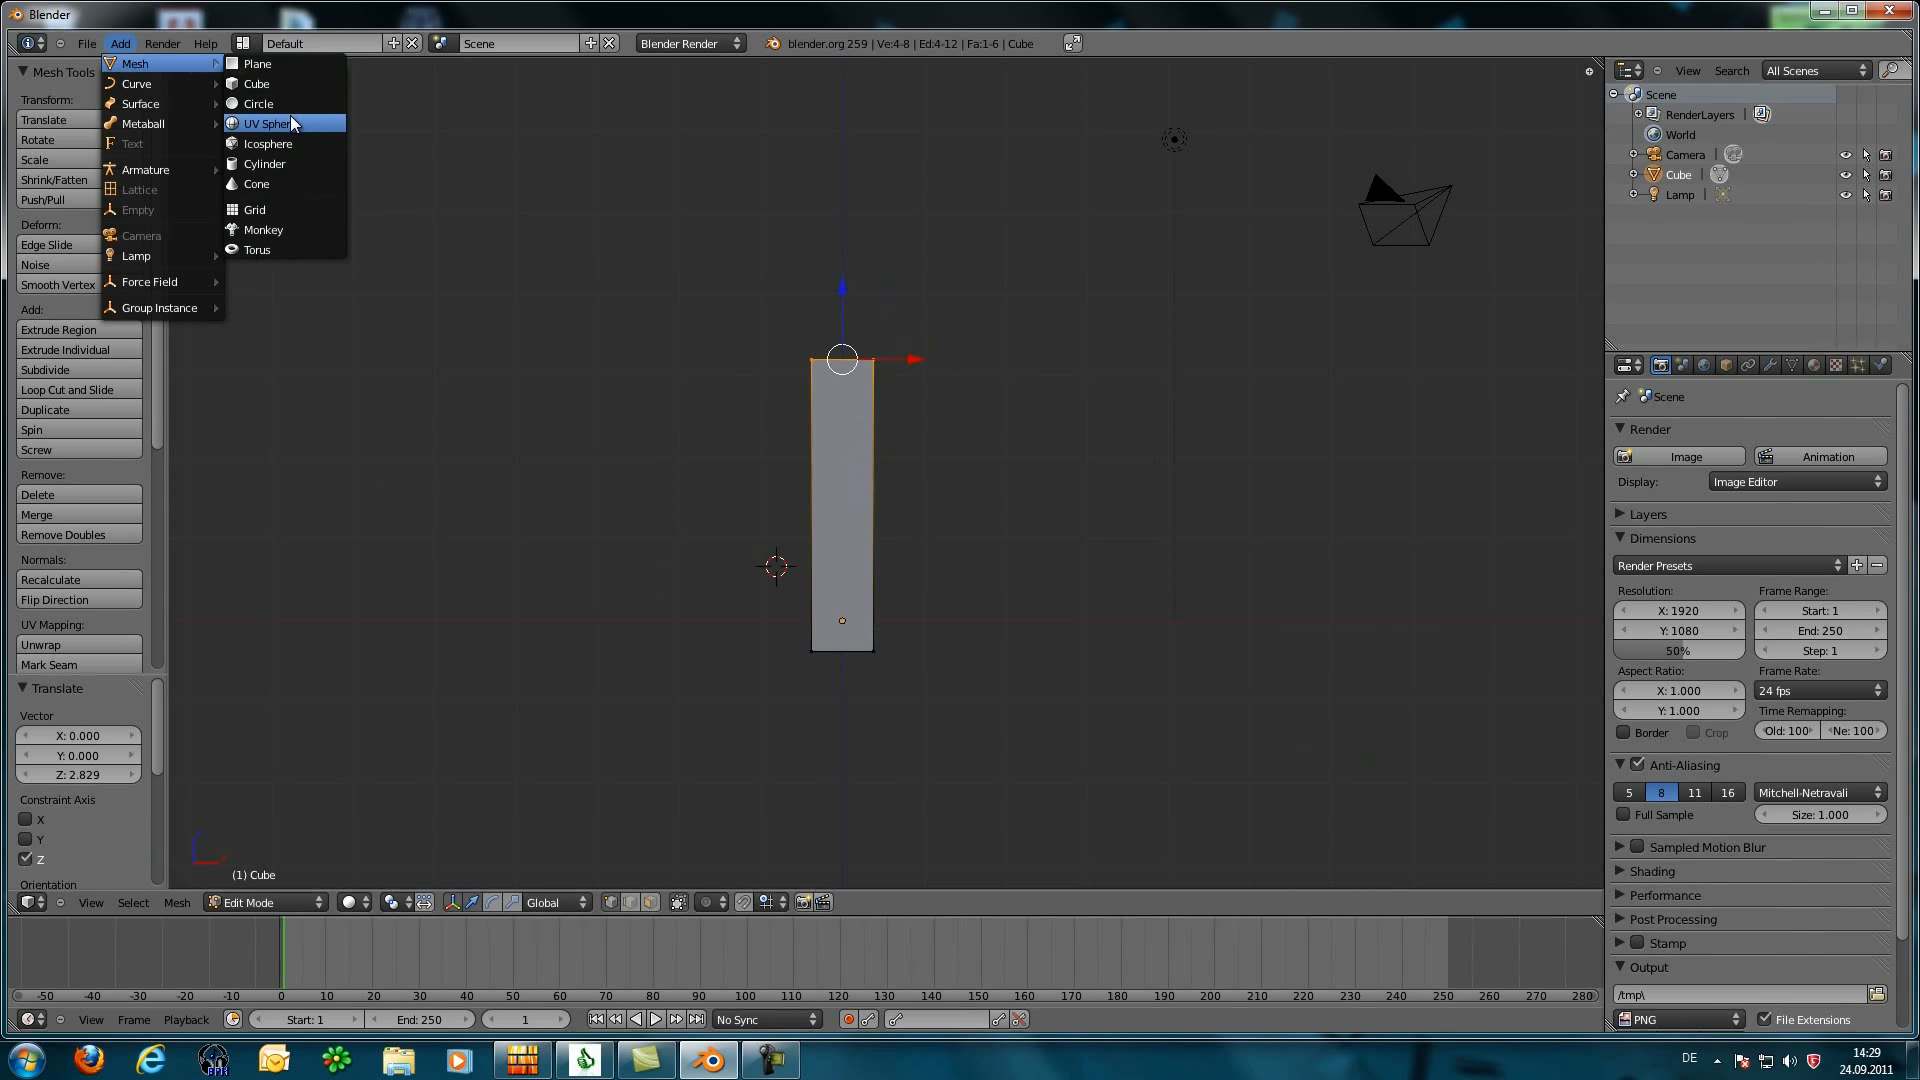 Blender
File Add Render Help Default Scene Blender Render blender.org 259 | Ve:4-8 | Ed:4-12 | Fa:1-6 | Cube
Mesh
Curve
Surface
Metaball
Text
Armature
Lattice
Empty
Camera
Lamp
Force Field
Group Instance
Plane
Cube
Circle
UV Spher
Icosphere
Cylinder
Cone
Grid
Monkey
Torus
Mesh Tools
Transform:
Translate
Rotate
Scale
Shrink/Fatten
Push/Pull
Deform:
Edge Slide
Noise
Smooth Vertex
Add:
Extrude Region
Extrude Individual
Subdivide
Loop Cut and Slide
Duplicate
Spin
Screw
Remove:
Delete
Merge
Remove Doubles
Normals:
Recalculate
Flip Direction
UV Mapping:
Unwrap
Mark Seam
Translate
Vector
X: 0.000
Y: 0.000
Z: 2.829
Constraint Axis
X
Y
Z
Orientation
(1) Cube
View Select Mesh Edit Mode Global
View Search All Scenes
Scene
RenderLayers |
World
Camera |
Cube |
Lamp |
Scene
Render
Image Animation
Display: Image Editor
Layers
Dimensions
Render Presets
Resolution: Frame Range:
X: 1920 Start: 1
Y: 1080 End: 250
50% Step: 1
Aspect Ratio: Frame Rate:
X: 1.000 24 fps
Y: 1.000 Time Remapping:
Border Crop Old: 100 Ne: 100
Anti-Aliasing
5 8 11 16 Mitchell-Netravali
Full Sample Size: 1.000
Sampled Motion Blur
Shading
Performance
Post Processing
Stamp
Output
/tmp\
PNG File Extensions
-50 -40 -30 -20 -10 0 10 20 30 40 50 60 70 80 90 100 110 120 130 140 150 160 170 180 190 200 210 220 230 240 250 260 270 280
View Frame Playback Start: 1 End: 250 1 No Sync
DE 14:29
24.09.2011